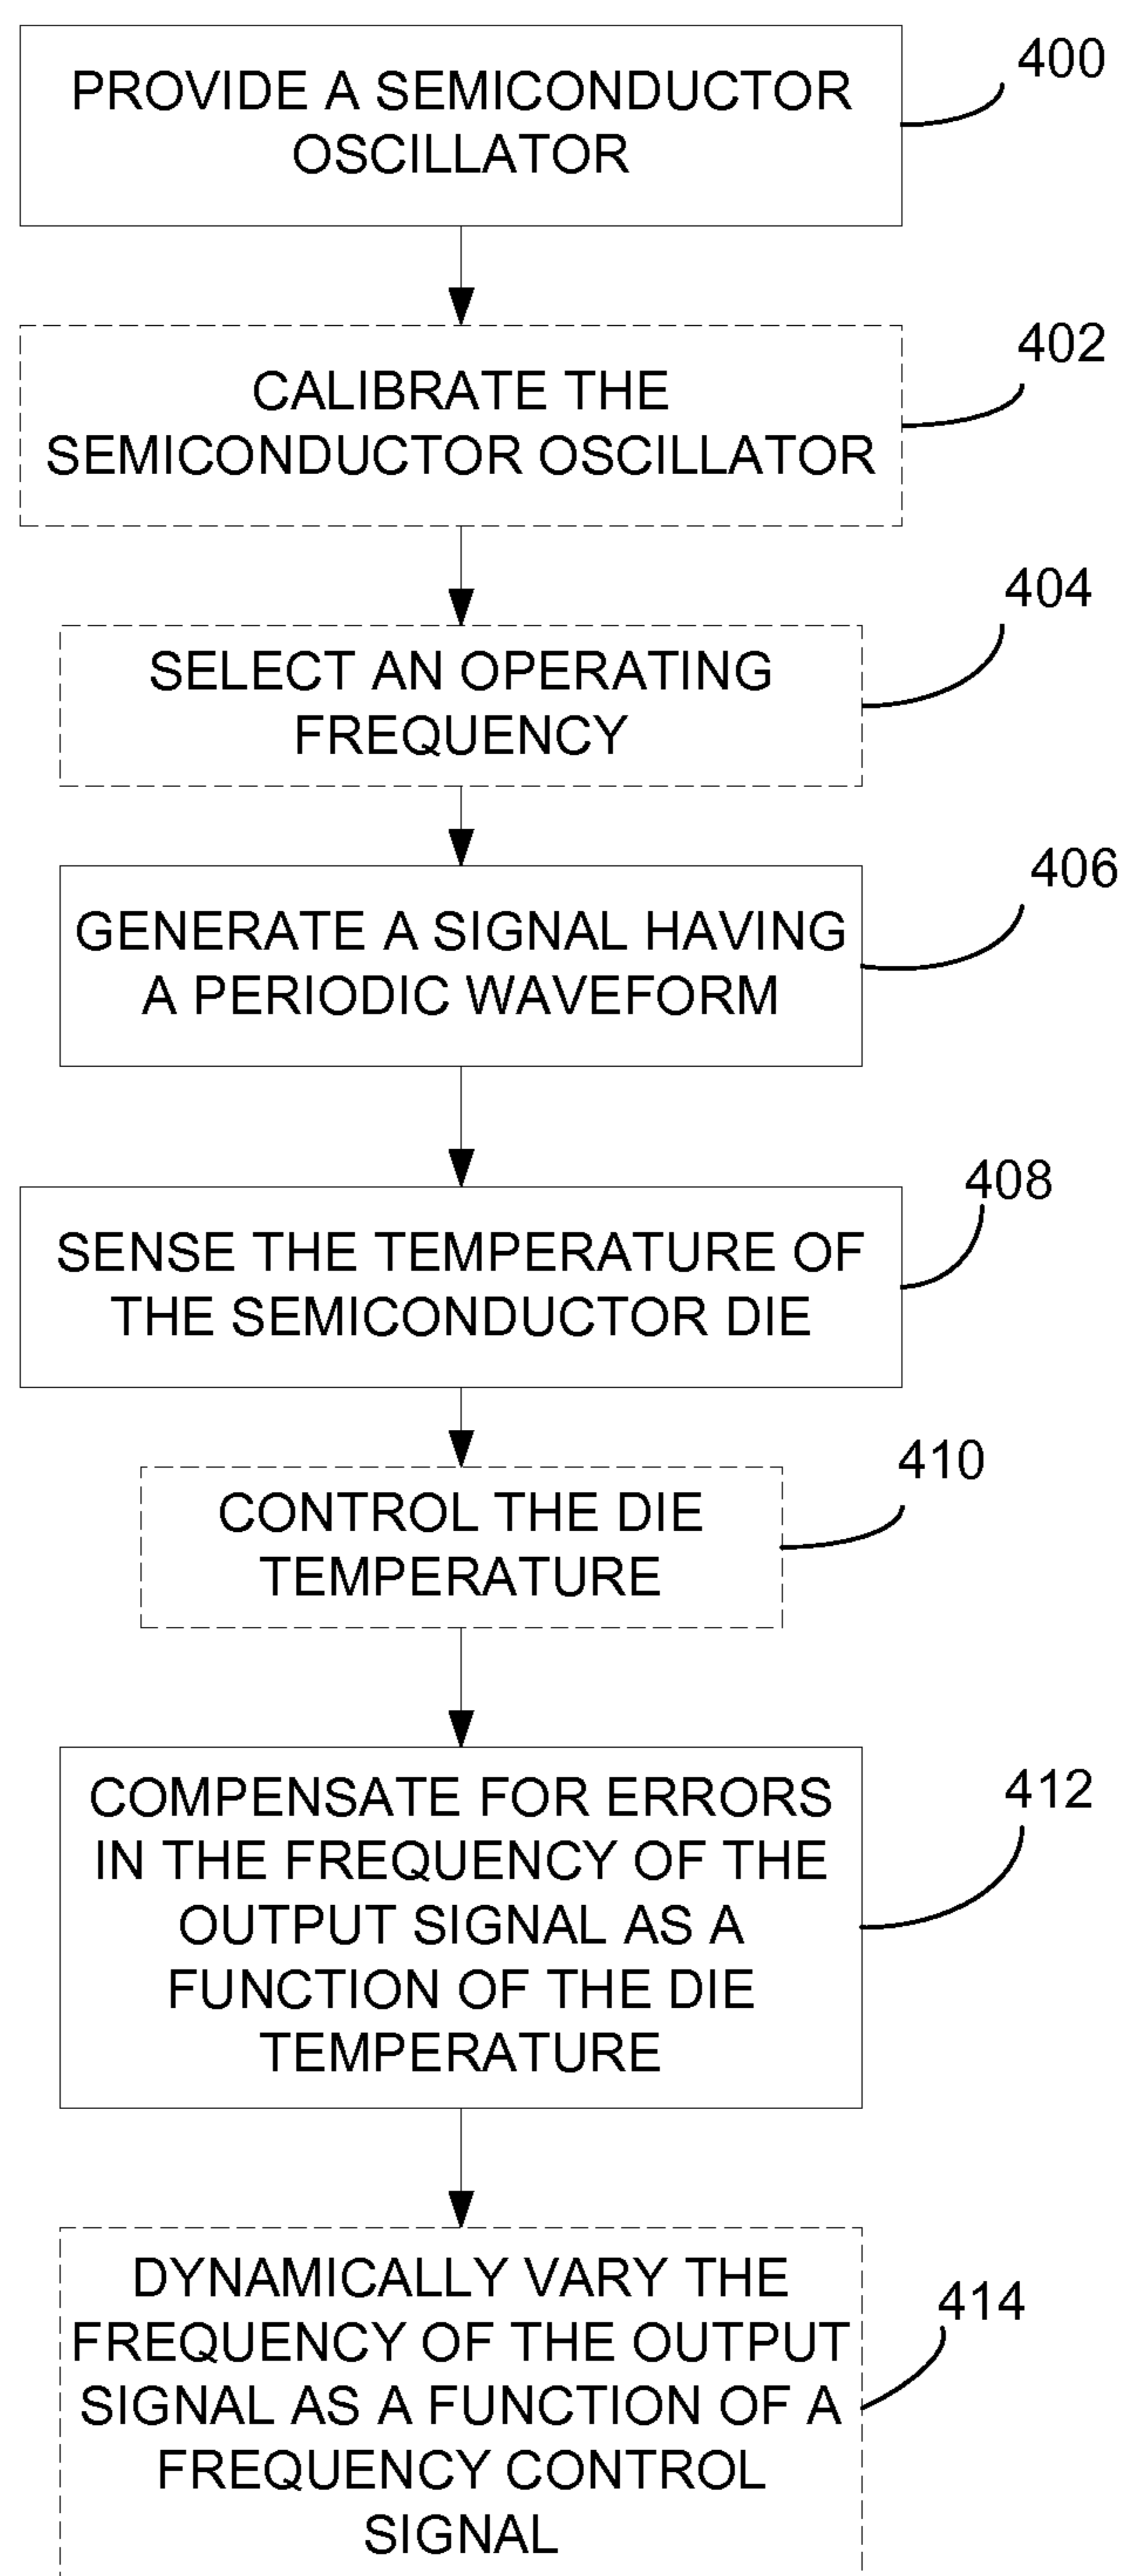 PROVIDE A SEMICONDUCTOR
OSCILLATOR
400
CALIBRATE THE
SEMICONDUCTOR OSCILLATOR
402
SELECT AN OPERATING
FREQUENCY
404
GENERATE A SIGNAL HAVING
A PERIODIC WAVEFORM
406
SENSE THE TEMPERATURE OF
THE SEMICONDUCTOR DIE
408
CONTROL THE DIE
TEMPERATURE
410
COMPENSATE FOR ERRORS
IN THE FREQUENCY OF THE
OUTPUT SIGNAL AS A
FUNCTION OF THE DIE
TEMPERATURE
412
DYNAMICALLY VARY THE
FREQUENCY OF THE OUTPUT
SIGNAL AS A FUNCTION OF A
FREQUENCY CONTROL
SIGNAL
414